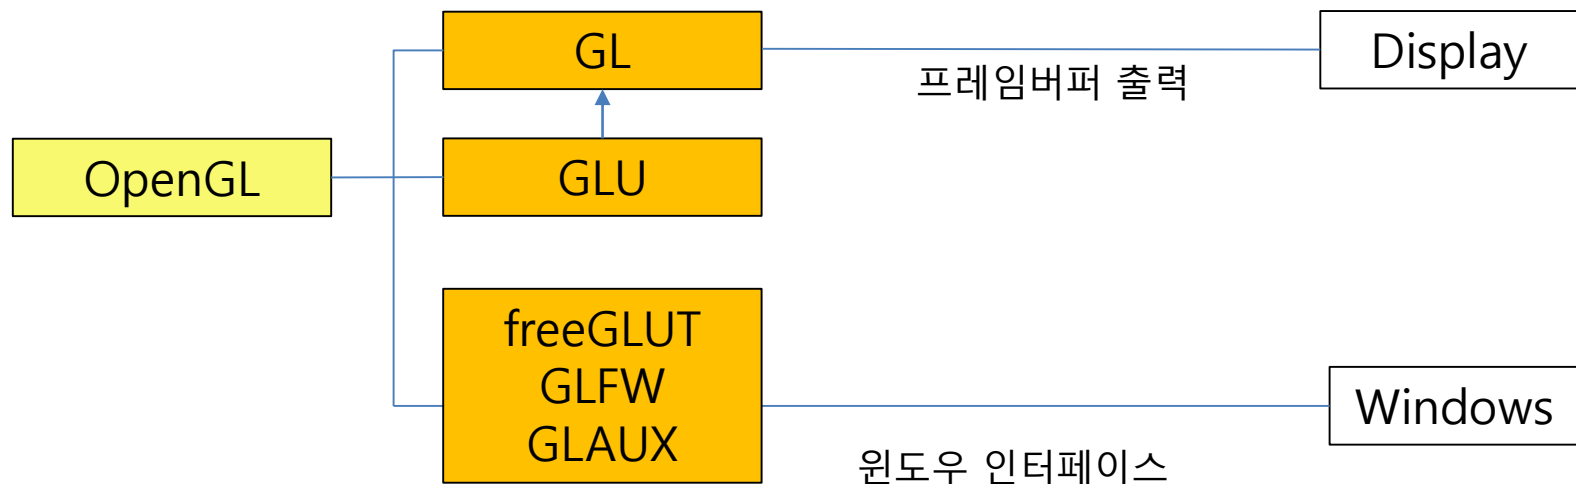 GL
Display
프레임버퍼 출력
OpenGL
GLU
freeGLUT
GLFW
GLAUX
Windows
윈도우 인터페이스